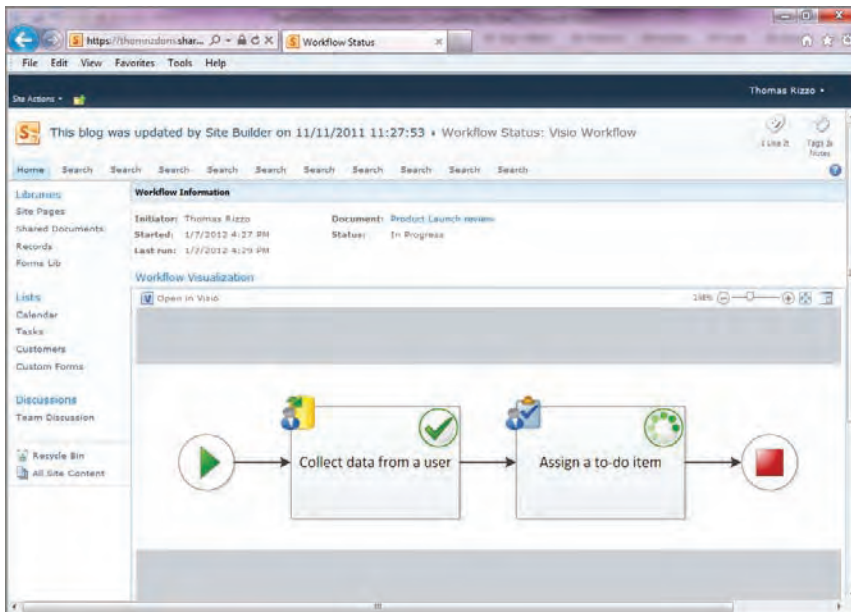 https://thomrizdom.shar...
Workflow Status
File Edit View Favorites Tools Help
Site Actions
Thomas Rizzo
This blog was updated by Site Builder on 11/11/2011 11:27:53 › Workflow Status: Visio Workflow
I Like It
Tags & Notes
Home Search Search Search Search Search Search Search Search Search Search
Libraries
Site Pages
Shared Documents
Records
Forms Lib
Lists
Calendar
Tasks
Customers
Custom Forms
Discussions
Team Discussion
Recycle Bin
All Site Content
Workflow Information
Initiator: Thomas Rizzo
Document: Product Launch review
Started: 1/7/2012 4:27 PM
Status: In Progress
Last run: 1/7/2012 4:29 PM
Workflow Visualization
Open in Visio
Collect data from a user
Assign a to-do item